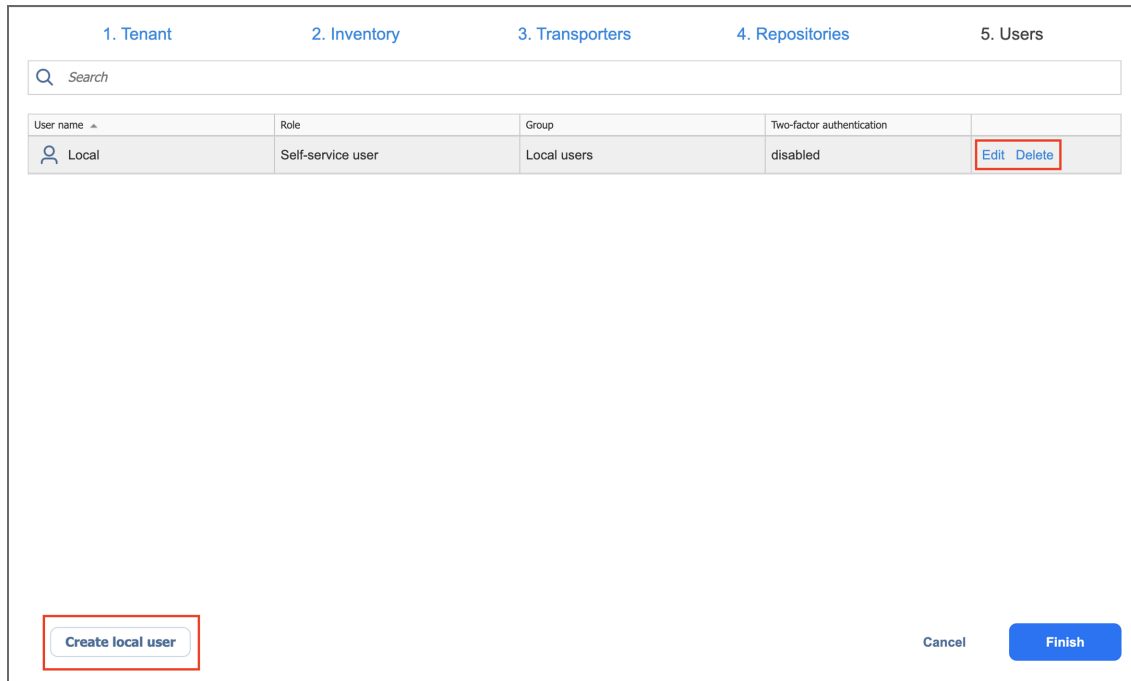 1. Tenant 2. Inventory 3. Transporters 4. Repositories 5. Users
Search
User name Role Group Two-factor authentication
Local Self-service user Local users disabled Edit Delete
Create local user Cancel Finish